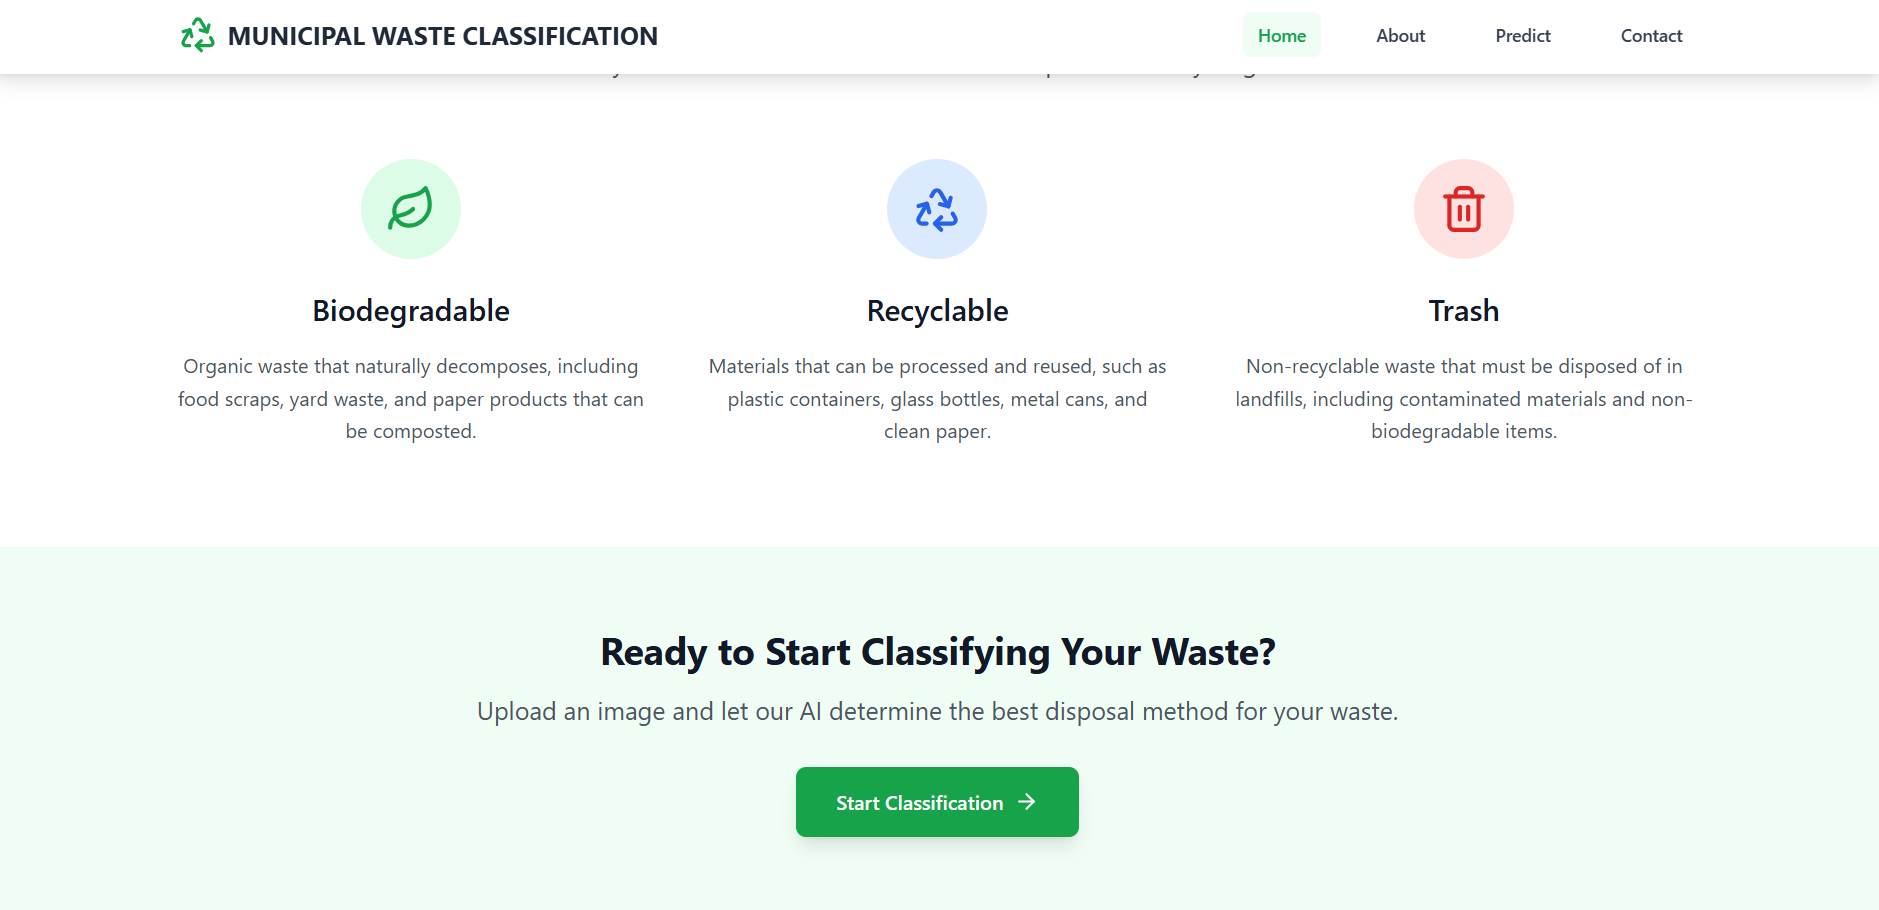 MUNICIPAL WASTE CLASSIFICATION
Home
About
Predict
Contact
Biodegradable
Organic waste that naturally decomposes, including
food scraps, yard waste, and paper products that can
be composted.
Recyclable
Materials that can be processed and reused, such as
plastic containers, glass bottles, metal cans, and
clean paper.
Trash
Non-recyclable waste that must be disposed of in
landfills, including contaminated materials and non-
biodegradable items.
Ready to Start Classifying Your Waste?
Upload an image and let our AI determine the best disposal method for your waste.
Start Classification